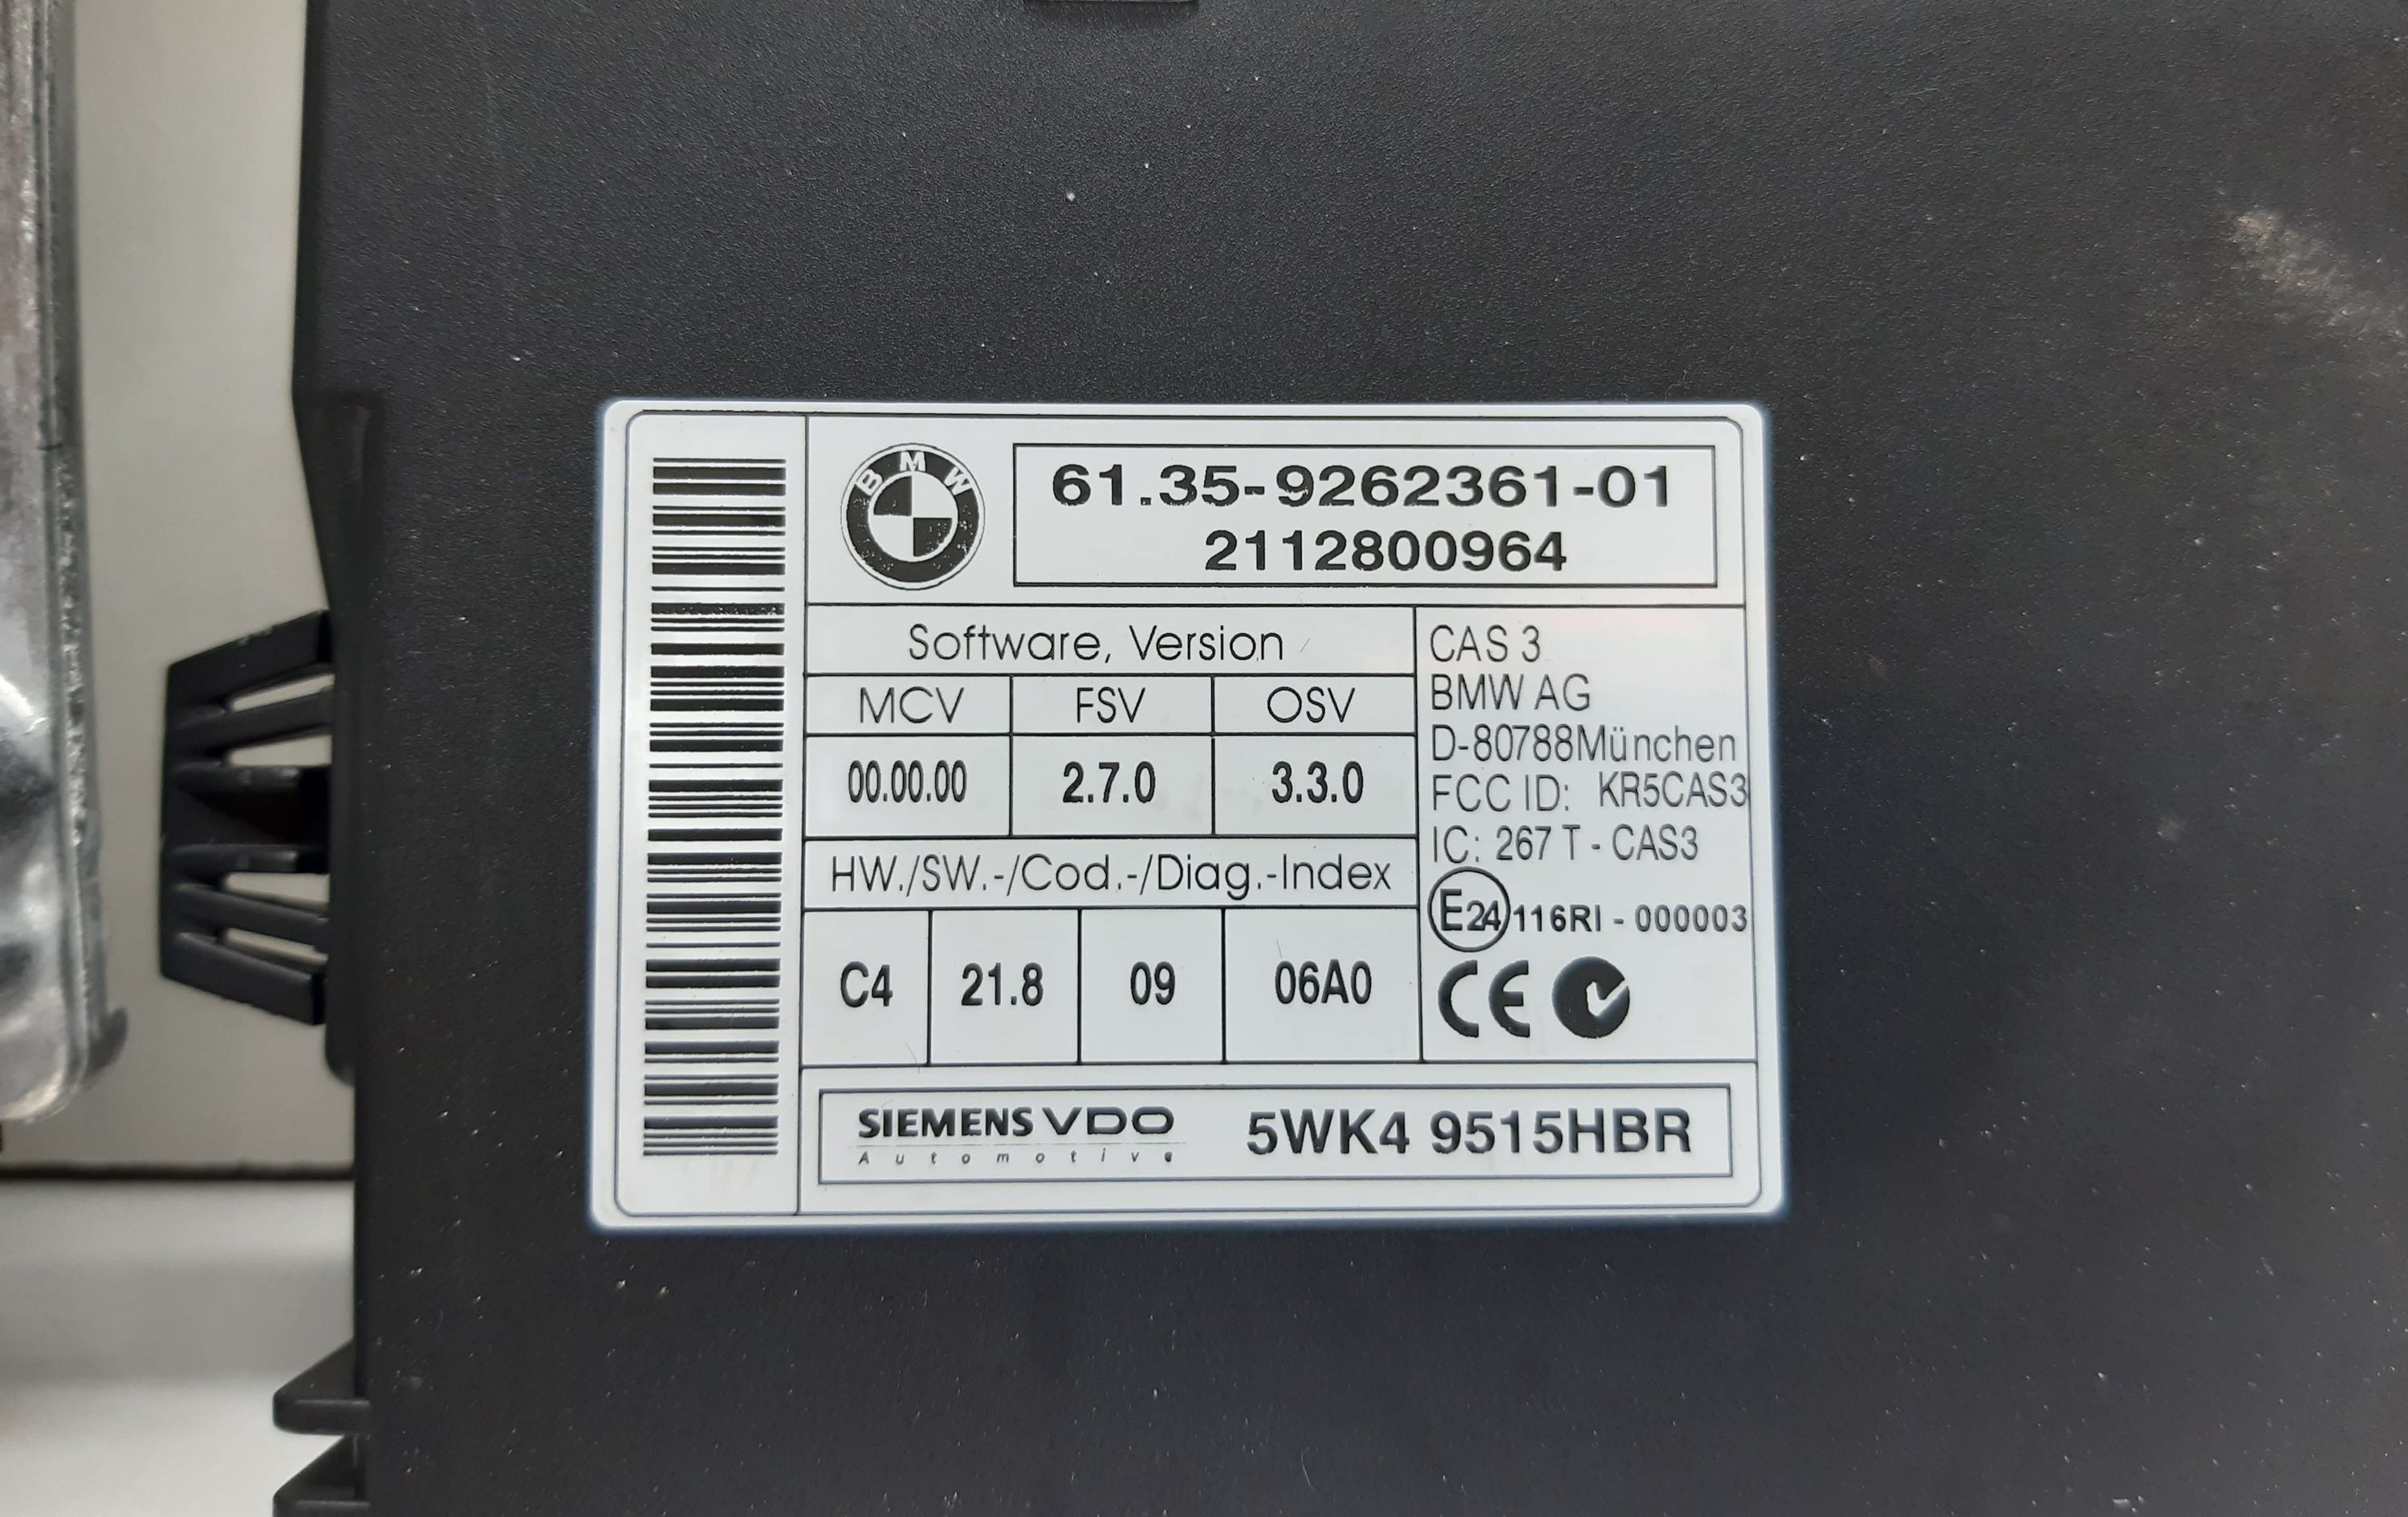 BMW
61.35-9262361-01
2112800964
Software, Version
MCV FSV OSV
00.00.00 2.7.0 3.3.0
HW./SW.-/Cod.-/Diag.-Index
C4 21.8 09 06A0
CAS 3
BMW AG
D-80788München
FCC ID: KR5CAS3
IC: 267 T - CAS3
E24 116RI - 000003
CE
SIEMENS VDO
Automotive
5WK4 9515HBR